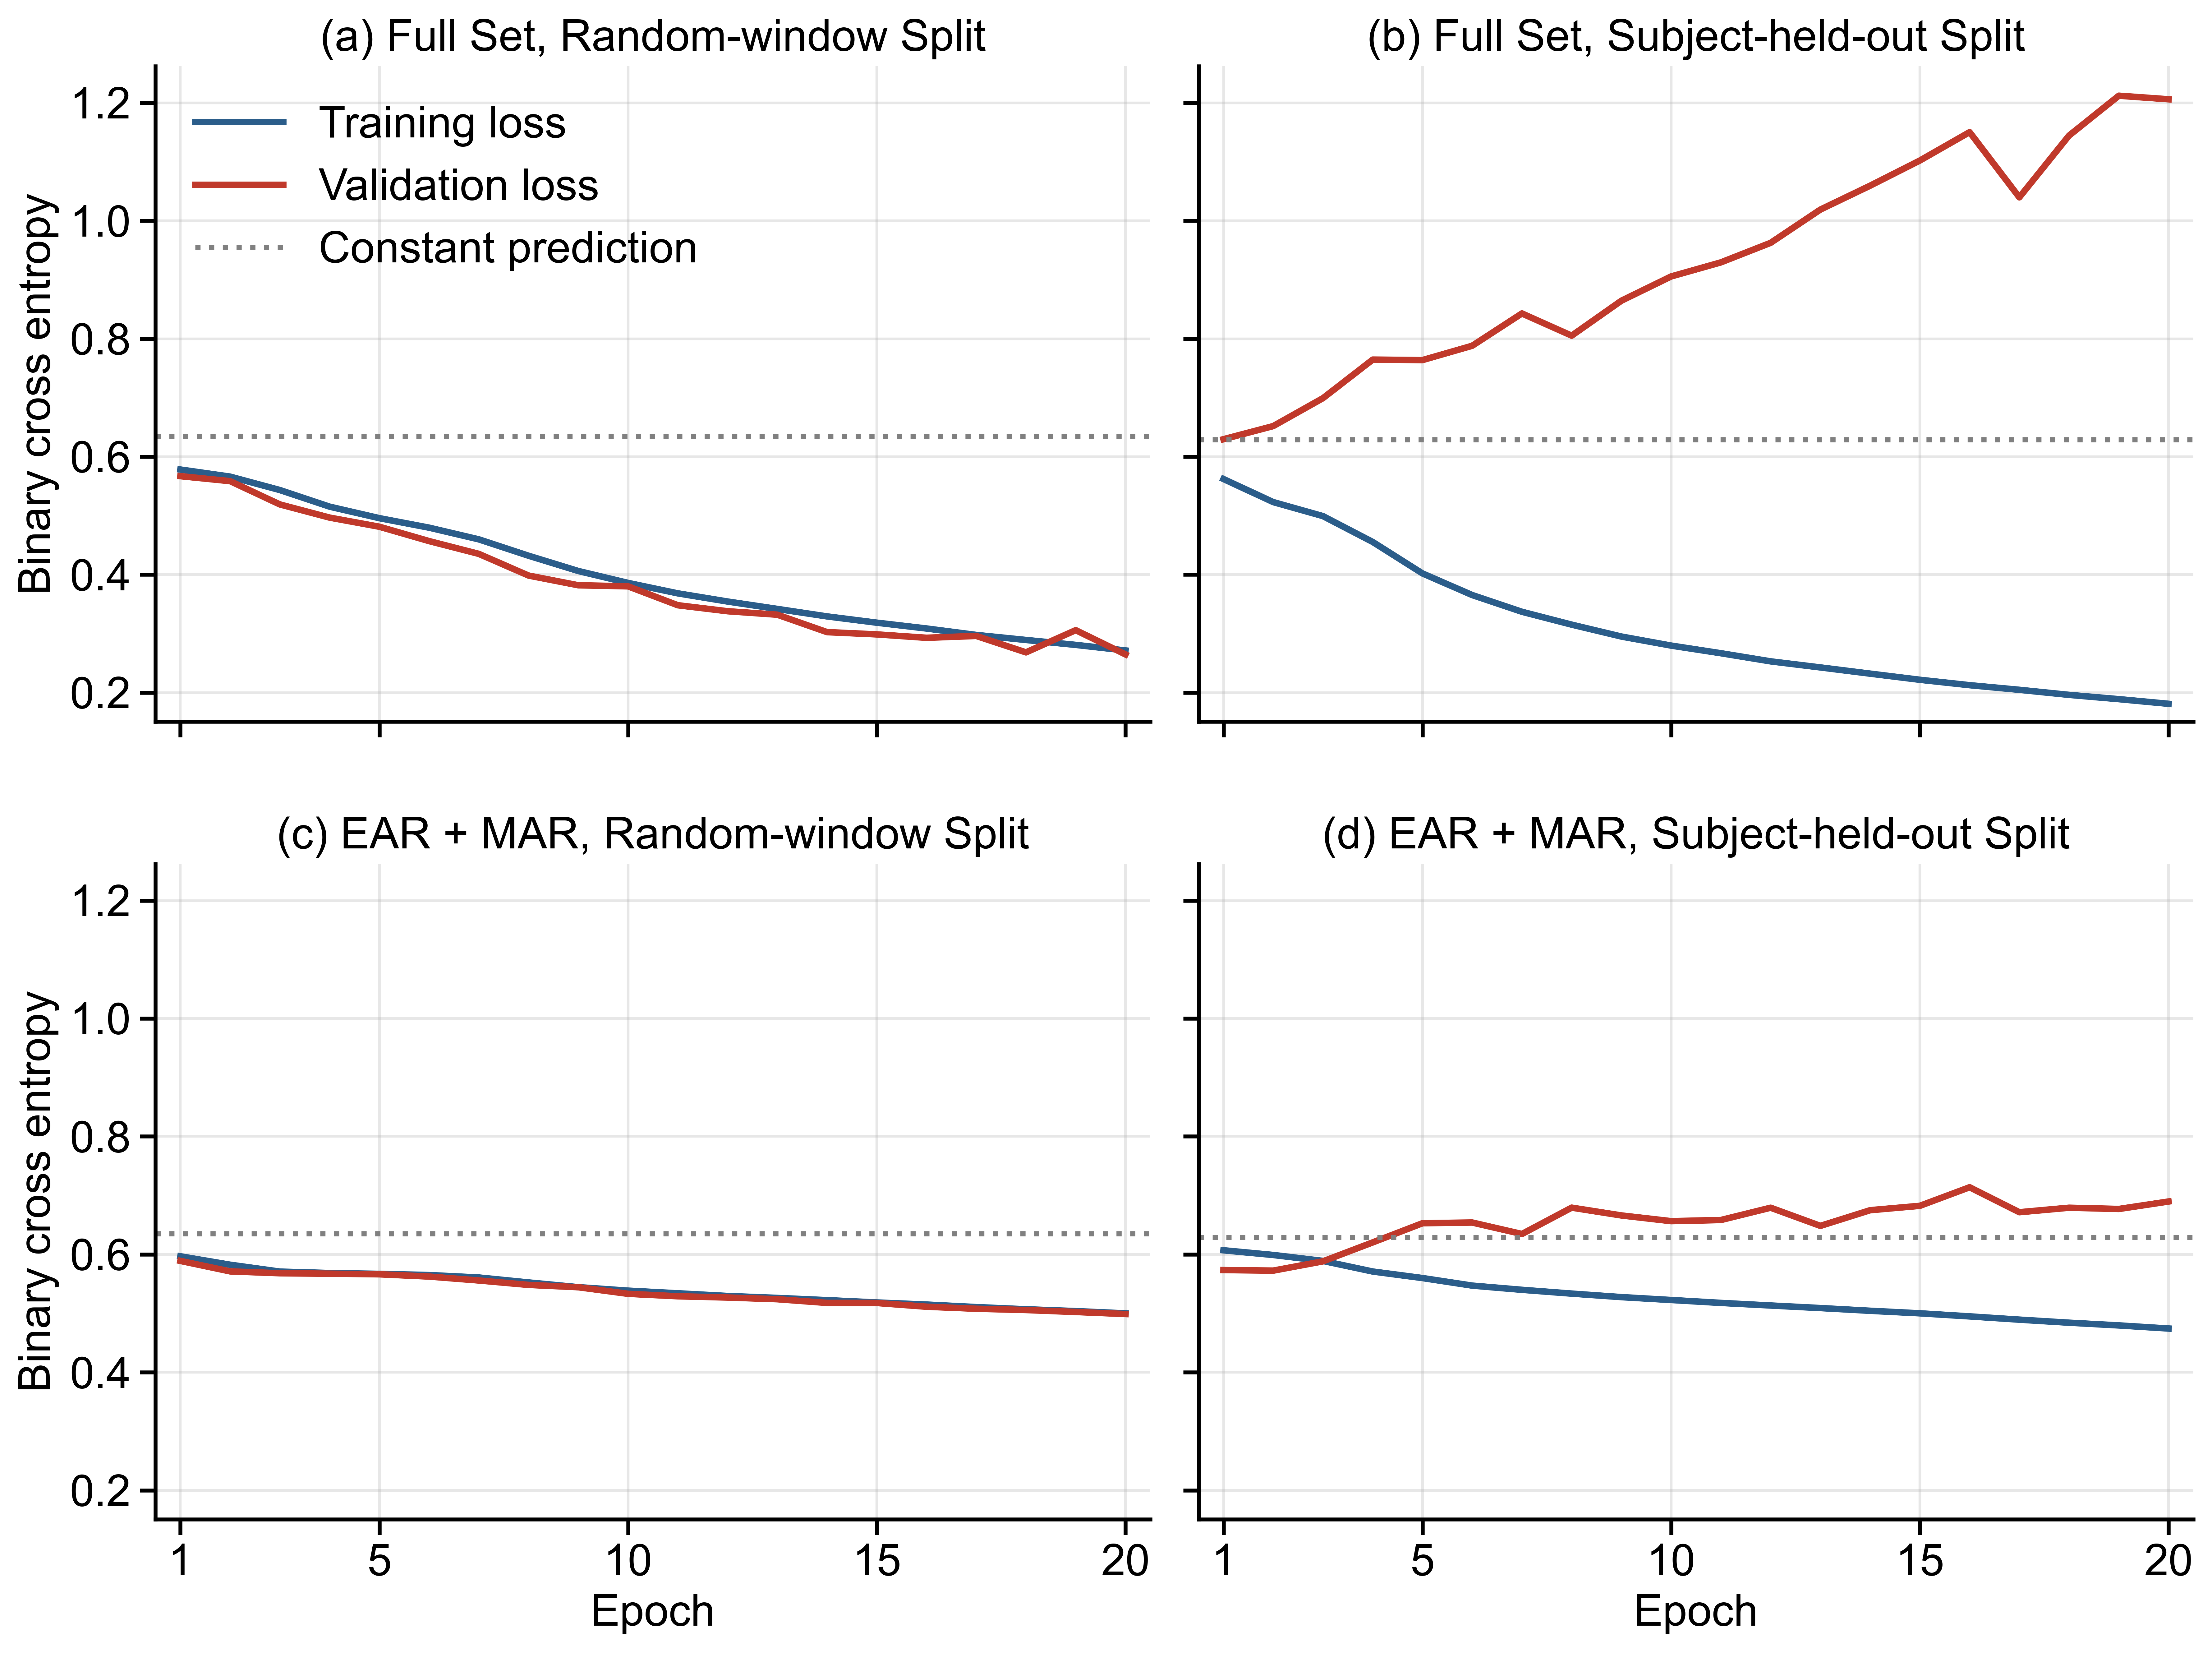 (a) Full Set, Random-window Split
(b) Full Set, Subject-held-out Split
Training loss
Validation loss
Constant prediction
Binary cross entropy
1.2
1.0
0.8
0.6
0.4
0.2
(c) EAR + MAR, Random-window Split
(d) EAR + MAR, Subject-held-out Split
Binary cross entropy
1.2
1.0
0.8
0.6
0.4
0.2
1 5 10 15 20
1 5 10 15 20
Epoch
Epoch